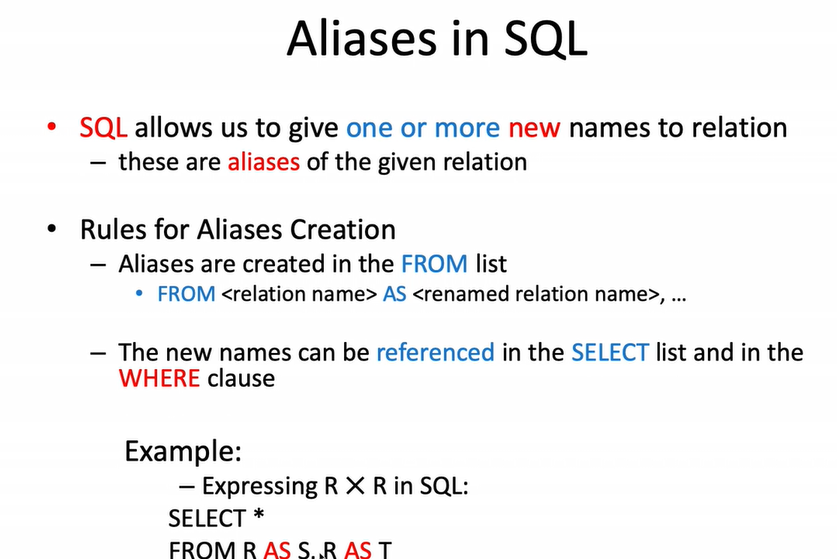 Aliases in SQL
• SQL allows us to give one or more new names to relation
– these are aliases of the given relation
• Rules for Aliases Creation
– Aliases are created in the FROM list
• FROM <relation name> AS <renamed relation name>, ...
– The new names can be referenced in the SELECT list and in the
WHERE clause
Example:
– Expressing R ✕ R in SQL:
SELECT *
FROM R AS S, R AS T